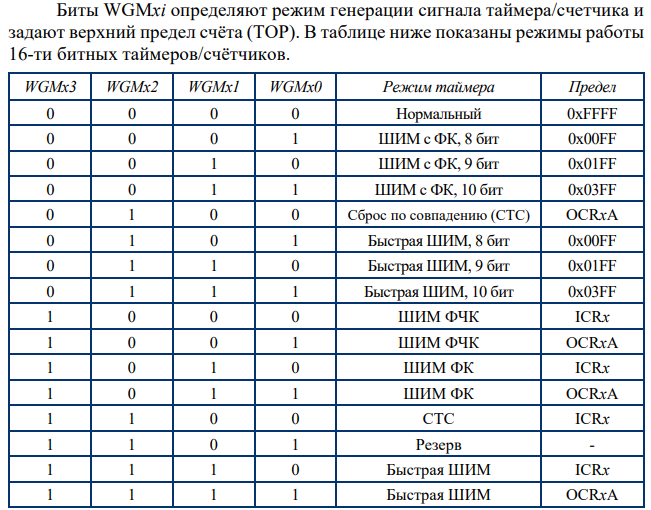 Биты WGMxi определяют режим генерации сигнала таймера/счетчика и
задают верхний предел счёта (TOP). В таблице ниже показаны режимы работы
16-ти битных таймеров/счётчиков.
WGMx3 WGMx2 WGMx1 WGMx0 Режим таймера Предел
0 0 0 0 Нормальный 0xFFFF
0 0 0 1 ШИМ с ФК, 8 бит 0x00FF
0 0 1 0 ШИМ с ФК, 9 бит 0x01FF
0 0 1 1 ШИМ с ФК, 10 бит 0x03FF
0 1 0 0 Сброс по совпадению (CTC) OCRxA
0 1 0 1 Быстрая ШИМ, 8 бит 0x00FF
0 1 1 0 Быстрая ШИМ, 9 бит 0x01FF
0 1 1 1 Быстрая ШИМ, 10 бит 0x03FF
1 0 0 0 ШИМ ФЧК ICRx
1 0 0 1 ШИМ ФЧК OCRxA
1 0 1 0 ШИМ ФК ICRx
1 0 1 1 ШИМ ФК OCRxA
1 1 0 0 CTC ICRx
1 1 0 1 Резерв -
1 1 1 0 Быстрая ШИМ ICRx
1 1 1 1 Быстрая ШИМ OCRxA